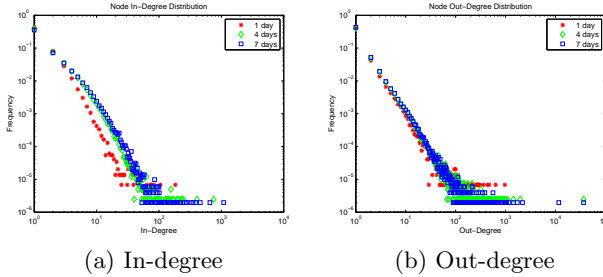 Node In-Degree Distribution
10^0
10^-1
10^-2
10^-3
10^-4
10^-5
10^-6
Frequency
1 day
4 days
7 days
10^0 10^1 10^2 10^3 10^4
In-Degree
(a) In-degree
Node Out-Degree Distribution
10^0
10^-1
10^-2
10^-3
10^-4
10^-5
10^-6
Frequency
1 day
4 days
7 days
10^0 10^1 10^2 10^3 10^4
Out-Degree
(b) Out-degree